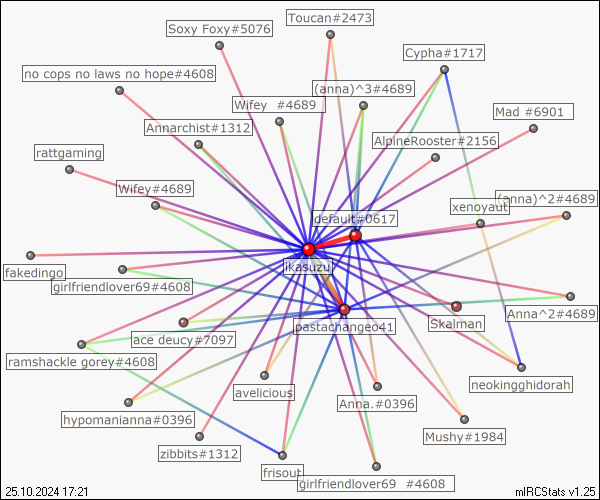 Toucan#2473
Soxy Foxy#5076
Cypha#1717
no cops no laws no hope#4608
(anna)^3#4689
Wifey  #4689
Mad #6901
Annarchist#1312
AlpineRooster#2156
rattgaming
Wifey#4689
(anna)^2#4689
xenoyaut
default#0617
ikasuzu
fakedingo
girlfriendlover69#4608
Anna^2#4689
Skalman
pastachangeo41
ace deucy#7097
ramshackle gorey#4608
neokingghidorah
avelicious
Anna.#0396
hypomanianna#0396
Mushy#1984
zibbits#1312
frisout
girlfriendlover69  #4608
25.10.2024 17:21
mIRCStats v1.25